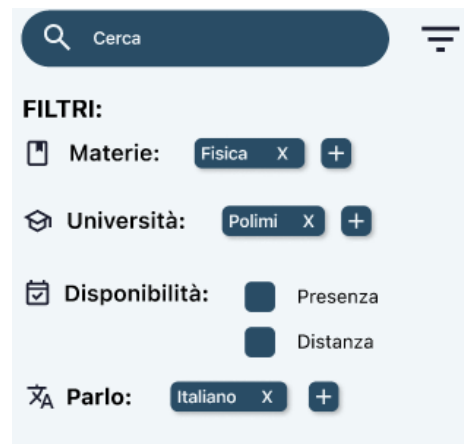 Cerca
FILTRI:
Materie: Fisica X +
Università: Polimi X +
Disponibilità: Presenza
Distanza
Parlo: Italiano X +